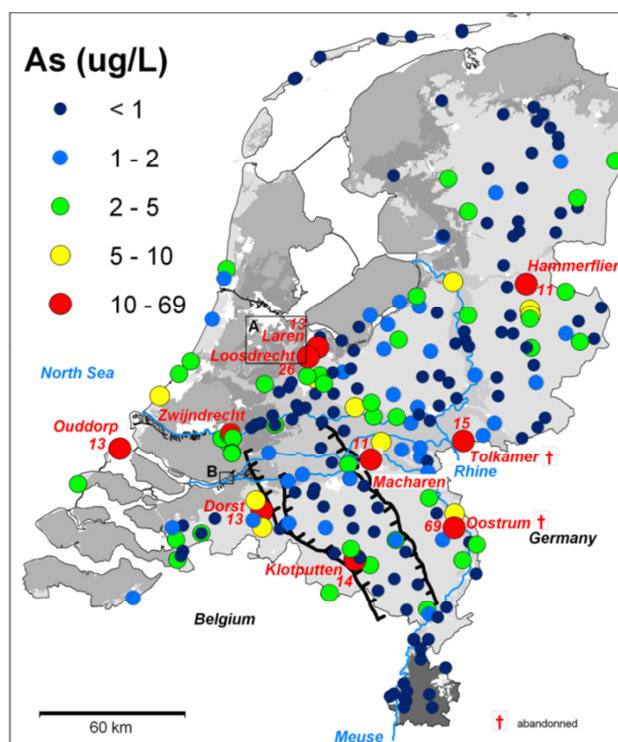 As (ug/L)
< 1
1 - 2
2 - 5
5 - 10
10 - 69
Hammerflier
11
A
13
Laren
Loosdrecht
26
North Sea
Zwijndrecht
Ouddorp
13
15
Tolkamer †
11
Rhine
B
Macharen
Dorst
13
69
Oostrum †
Germany
Klotputten
14
Belgium
60 km
Meuse
† abandonned